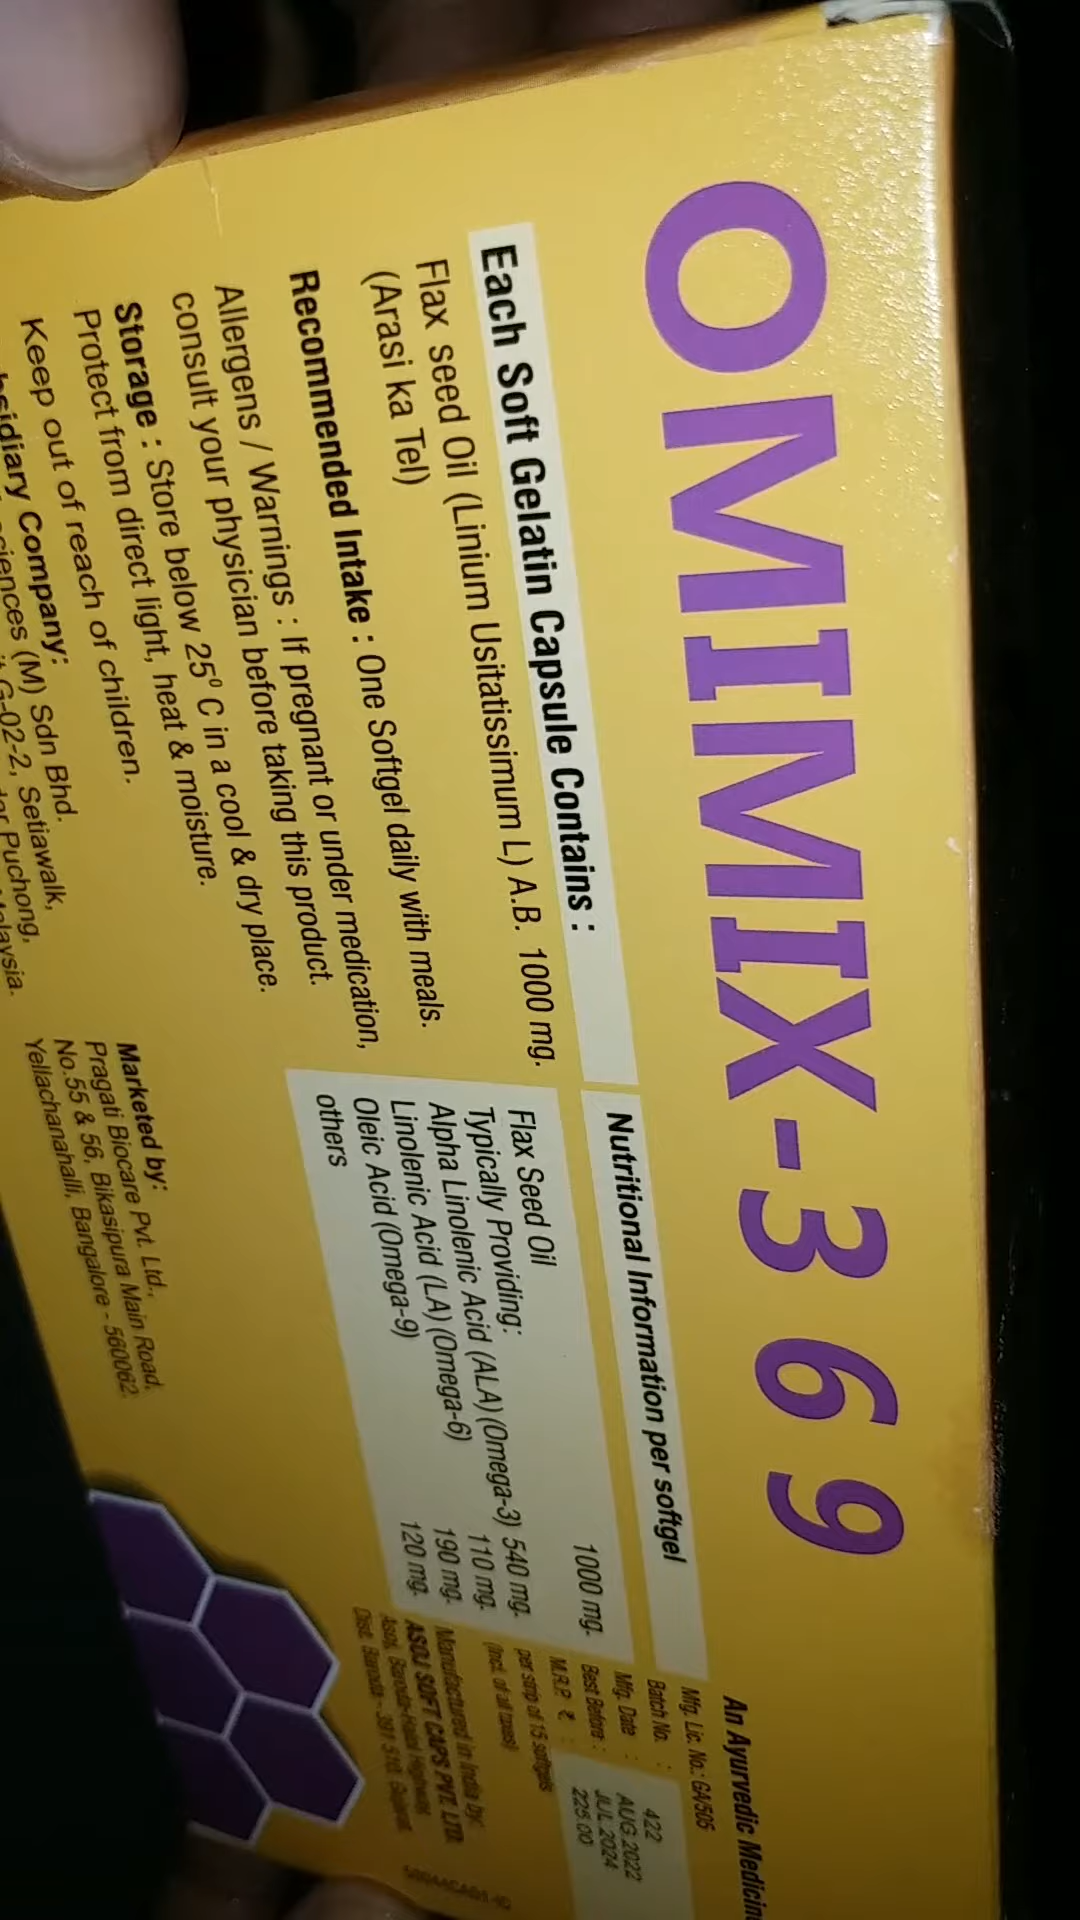 OMIMIX-3 6 9
Each Soft Gelatin Capsule Contains :
Flax seed Oil (Linium Usitatissimum L) A.B. 1000 mg.
(Arasi ka Tel)
Recommended Intake : One Softgel daily with meals.
Allergens / Warnings : If pregnant or under medication,
consult your physician before taking this product.
Storage : Store below 25° C in a cool & dry place.
Protect from direct light, heat & moisture.
Keep out of reach of children.
Company:
(M) Sdn Bhd.
G-02-2, Setiawalk,
Puchong,
Marketed by:
Pragati Biocare Pvt. Ltd.,
No.55 & 56, Bikasipura Main Road,
Yellachanahalli, Bangalore - 560062.
Nutritional Information per softgel
Flax Seed Oil 1000 mg.
Typically Providing:
Alpha Linolenic Acid (ALA) (Omega-3) 540 mg.
Linolenic Acid (LA) (Omega-6) 110 mg.
Oleic Acid (Omega-9) 190 mg.
others 120 mg.
An Ayurvedic Medicin
Mfg. Lic. No.: GA/505
Batch No. : 422
Mfg. Date : AUG 2022
Best Before : JUL 2024
M.R.P. ₹. : 225.00
per strip of 15 softgels
(Incl. of all taxes)
Manufactured in India by:
ASOJ SOFT CAPS PVT. LTD.